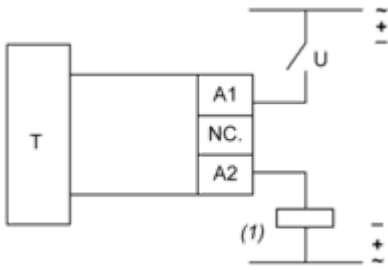 ~
+
−
U
A1
T
NC.
A2
(1)
−
+
~